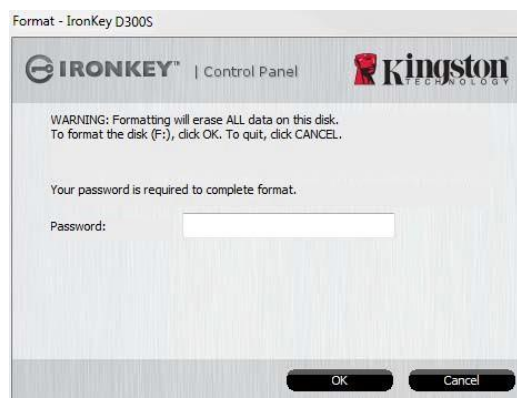 Format - IronKey D300S
IRONKEY™ | Control Panel
Kingston
TECHNOLOGY
WARNING: Formatting will erase ALL data on this disk.
To format the disk (F:), click OK. To quit, click CANCEL.
Your password is required to complete format.
Password:
OK Cancel